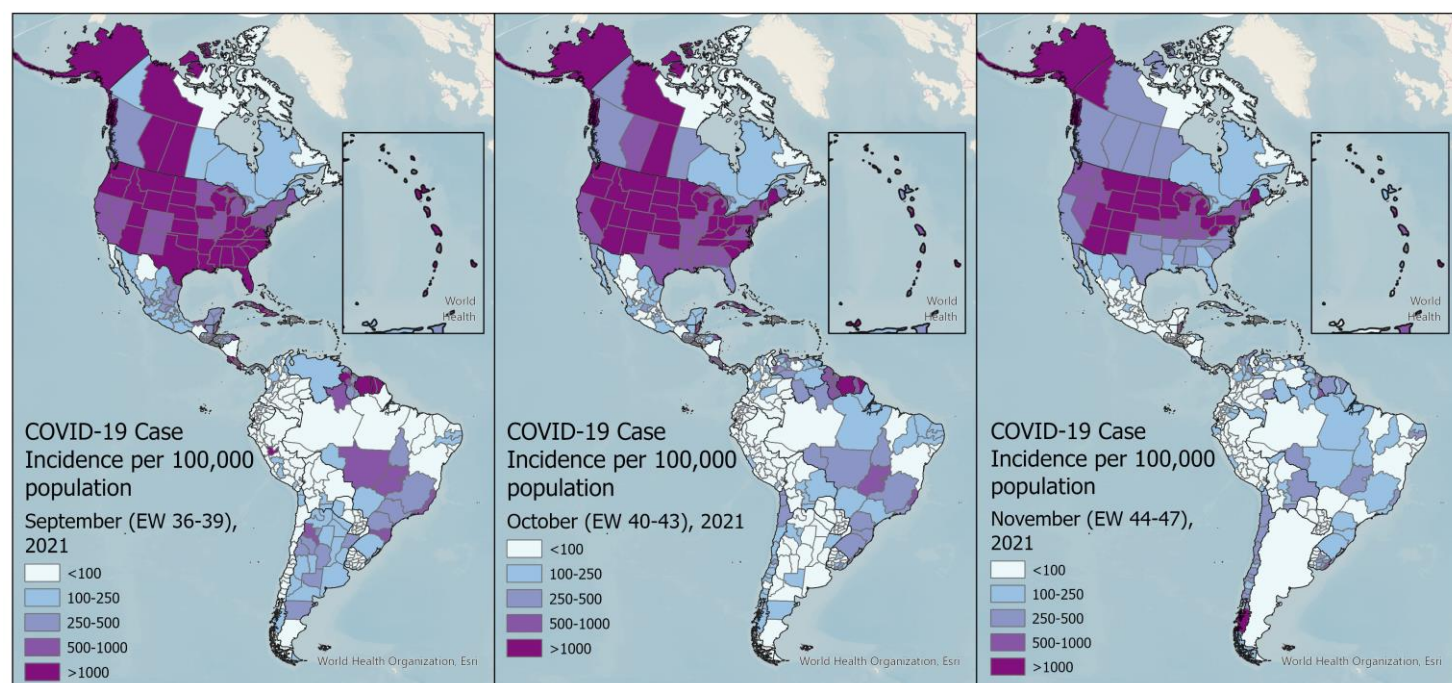 World
Health
COVID-19 Case
Incidence per 100,000
population
September (EW 36-39),
2021
<100
100-250
250-500
500-1000
>1000
World Health Organization, Esri
World
Health
COVID-19 Case
Incidence per 100,000
population
October (EW 40-43), 2021
<100
100-250
250-500
500-1000
>1000
World Health Organization, Esri
World
Health
COVID-19 Case
Incidence per 100,000
population
November (EW 44-47),
2021
<100
100-250
250-500
500-1000
>1000
World Health Organization, Esri